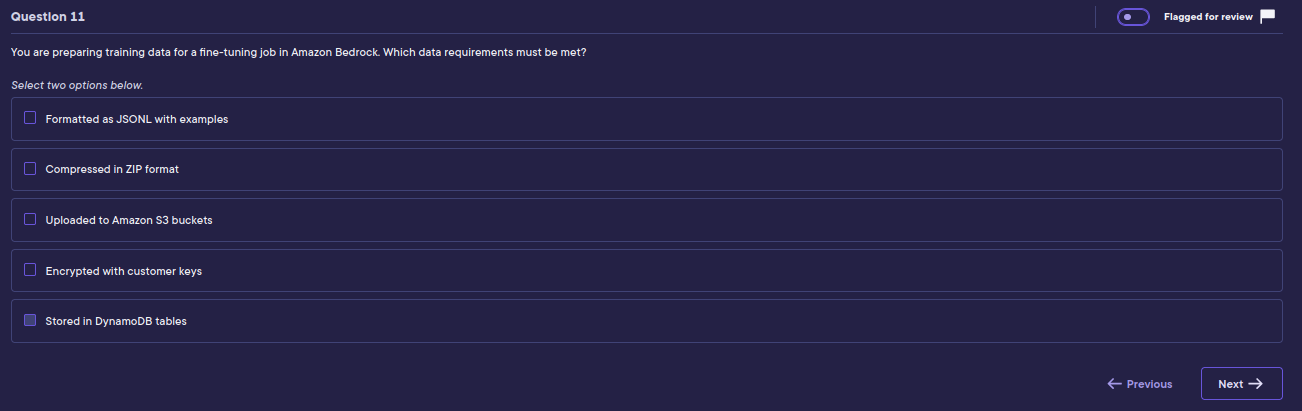 Question 11
Flagged for review
You are preparing training data for a fine-tuning job in Amazon Bedrock. Which data requirements must be met?
Select two options below.
Formatted as JSONL with examples
Compressed in ZIP format
Uploaded to Amazon S3 buckets
Encrypted with customer keys
Stored in DynamoDB tables
Previous
Next